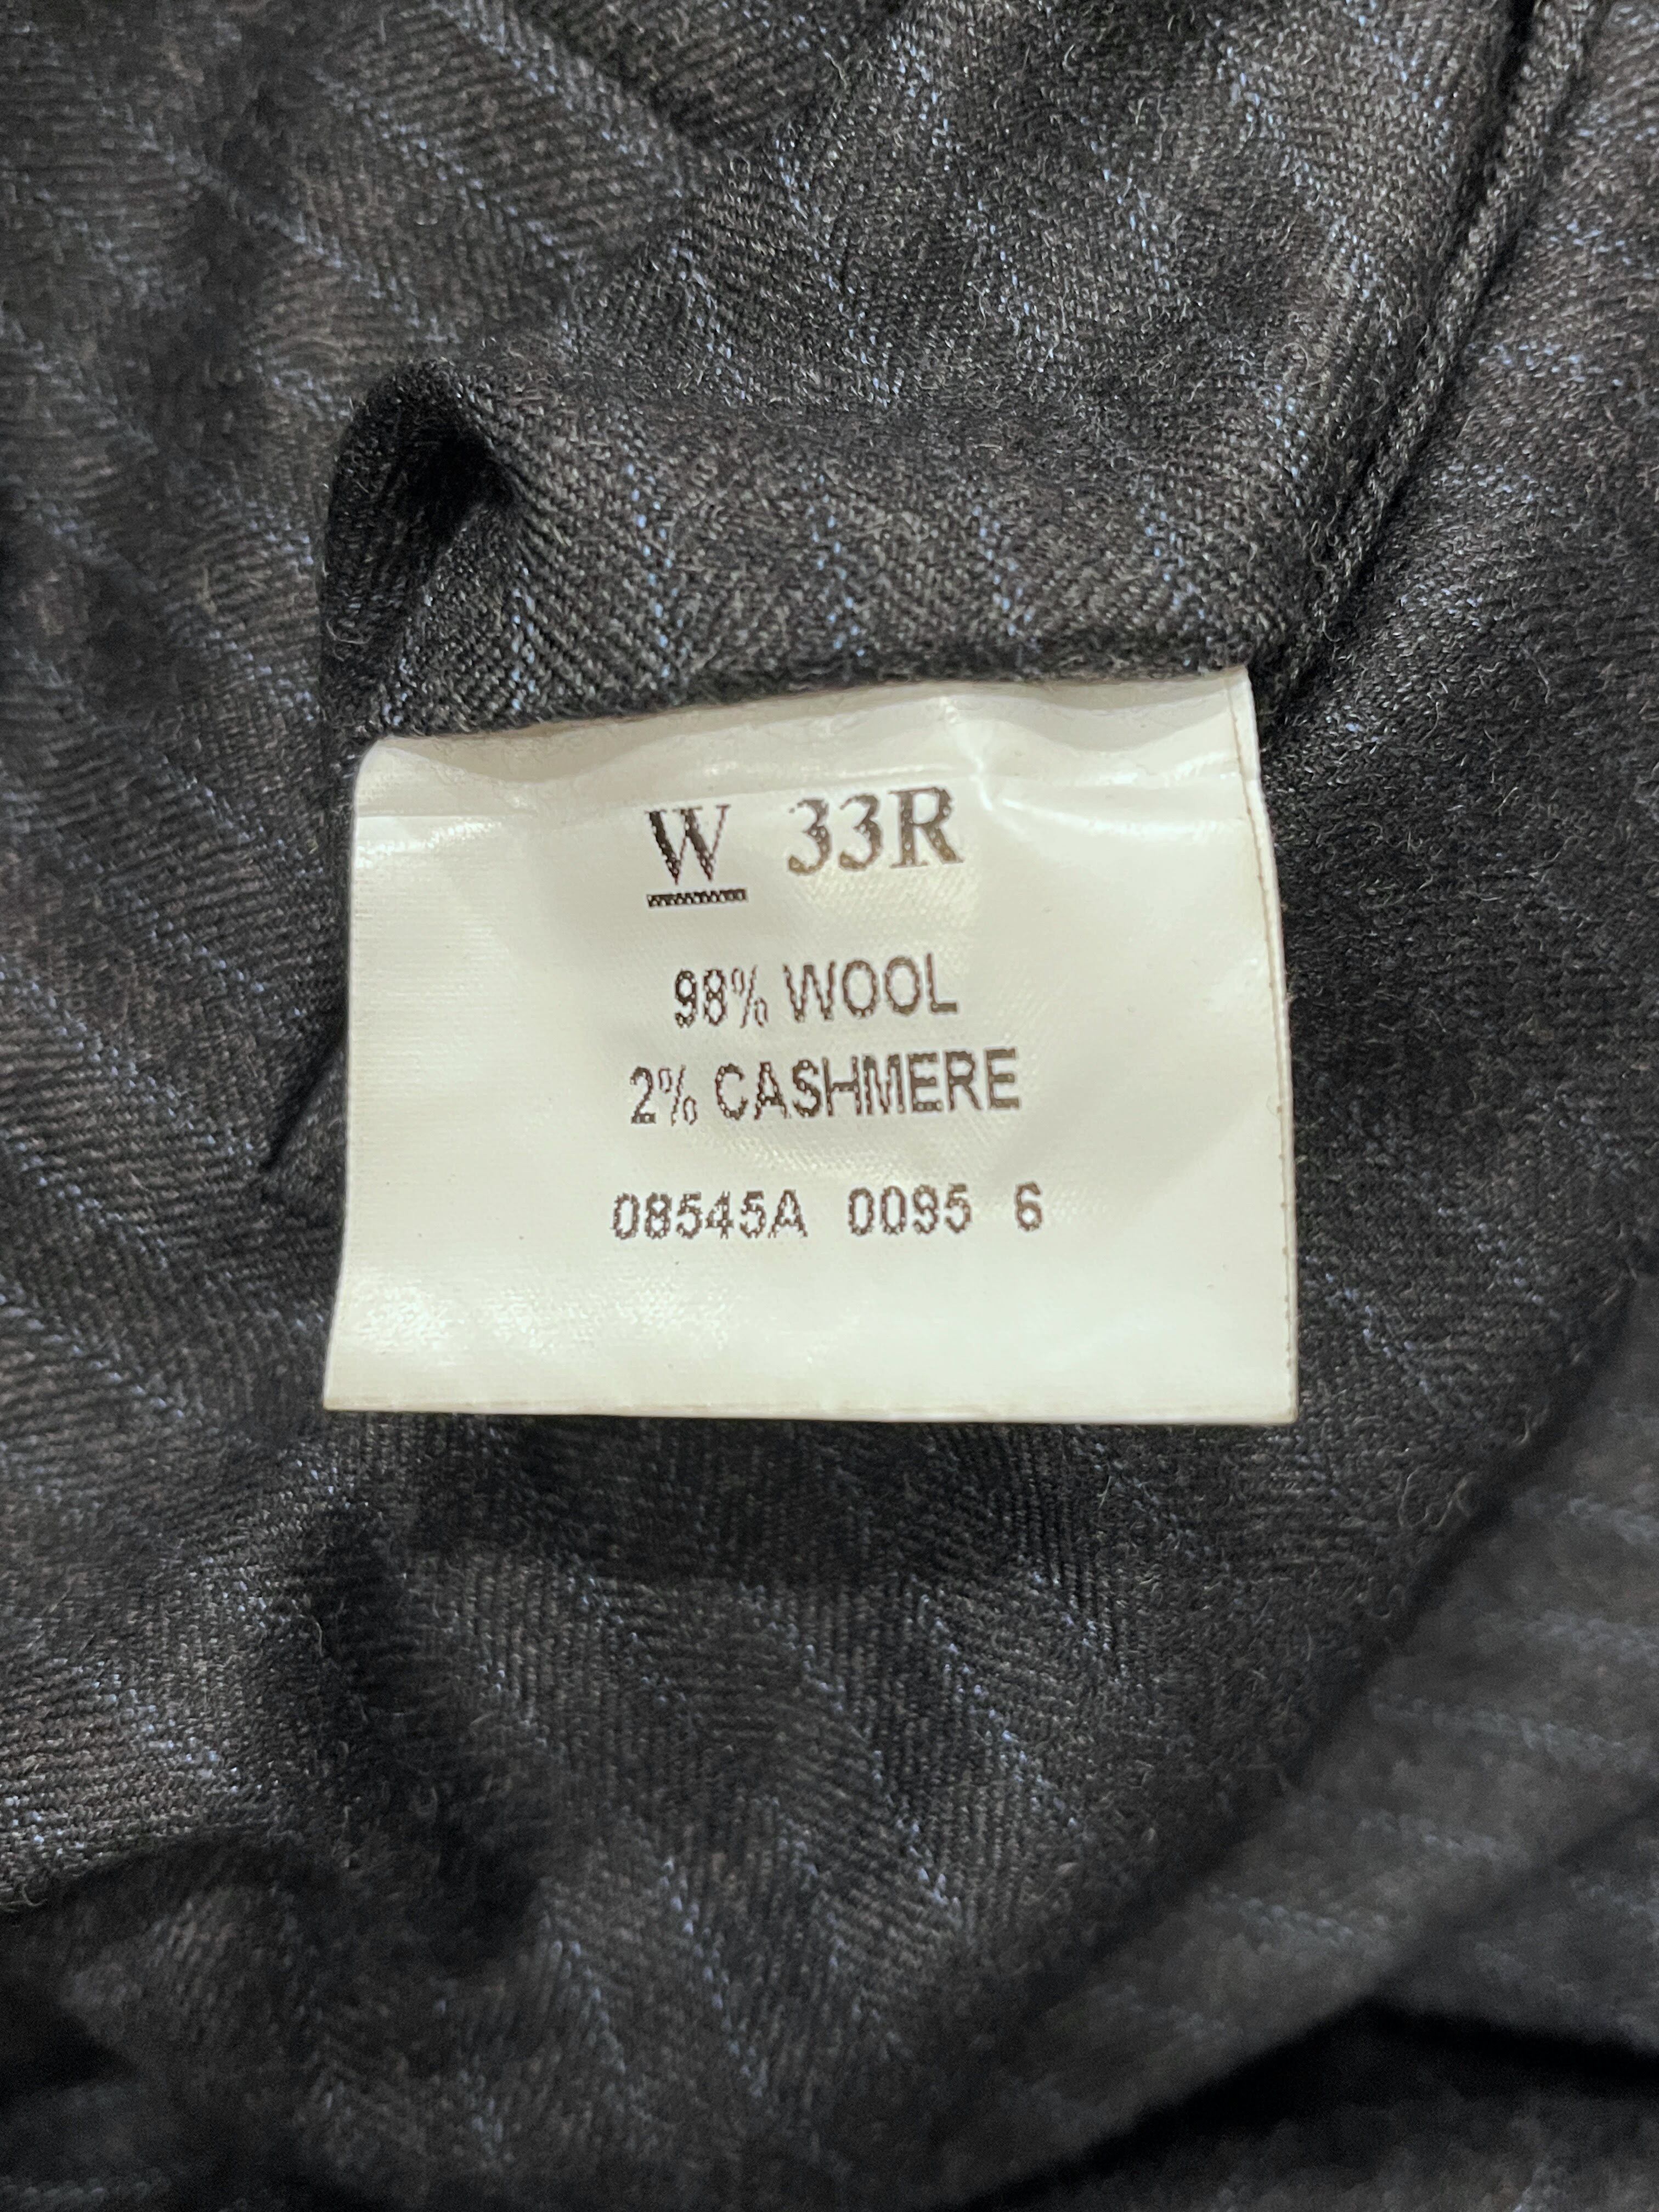 W 33R
98% WOOL
2% CASHMERE
08545A 0095 6